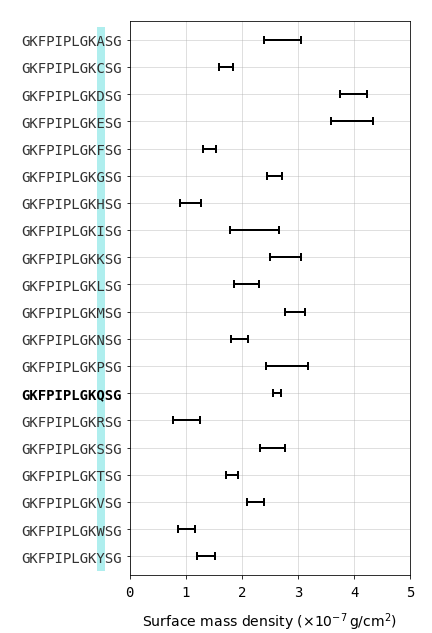 GKFPIPLGKASG
GKFPIPLGKCSG
GKFPIPLGKDSG
GKFPIPLGKESG
GKFPIPLGKFSG
GKFPIPLGKGSG
GKFPIPLGKHSG
GKFPIPLGKISG
GKFPIPLGKKSG
GKFPIPLGKLSG
GKFPIPLGKMSG
GKFPIPLGKNSG
GKFPIPLGKPSG
GKFPIPLGKQSG
GKFPIPLGKRSG
GKFPIPLGKSSG
GKFPIPLGKTSG
GKFPIPLGKVSG
GKFPIPLGKWSG
GKFPIPLGKYSG
0 1 2 3 4 5
Surface mass density (×10⁻⁷ g/cm²)